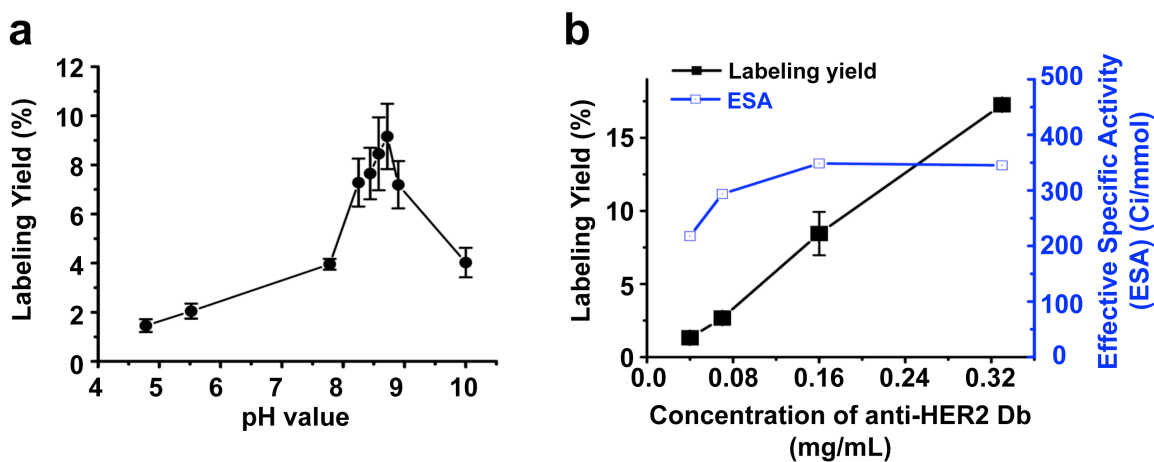 a
Labeling Yield (%)
12
10
8
6
4
2
0
4 5 6 7 8 9 10
pH value
b
Labeling yield
ESA
Labeling Yield (%)
15
10
5
0
0.0 0.08 0.16 0.24 0.32
Concentration of anti-HER2 Db
(mg/mL)
500
400
300
200
100
0
Effective Specific Activity
(ESA) (Ci/mmol)